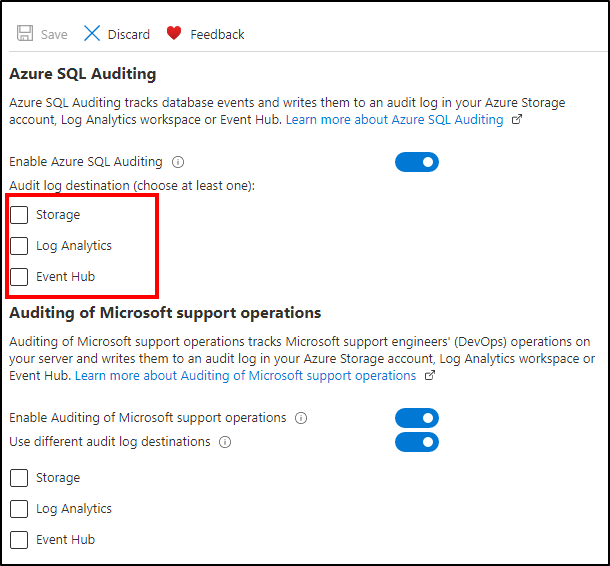 Save Discard Feedback
Azure SQL Auditing
Azure SQL Auditing tracks database events and writes them to an audit log in your Azure Storage
account, Log Analytics workspace or Event Hub. Learn more about Azure SQL Auditing
Enable Azure SQL Auditing
Audit log destination (choose at least one):
Storage
Log Analytics
Event Hub
Auditing of Microsoft support operations
Auditing of Microsoft support operations tracks Microsoft support engineers' (DevOps) operations on
your server and writes them to an audit log in your Azure Storage account, Log Analytics workspace or
Event Hub. Learn more about Auditing of Microsoft support operations
Enable Auditing of Microsoft support operations
Use different audit log destinations
Storage
Log Analytics
Event Hub